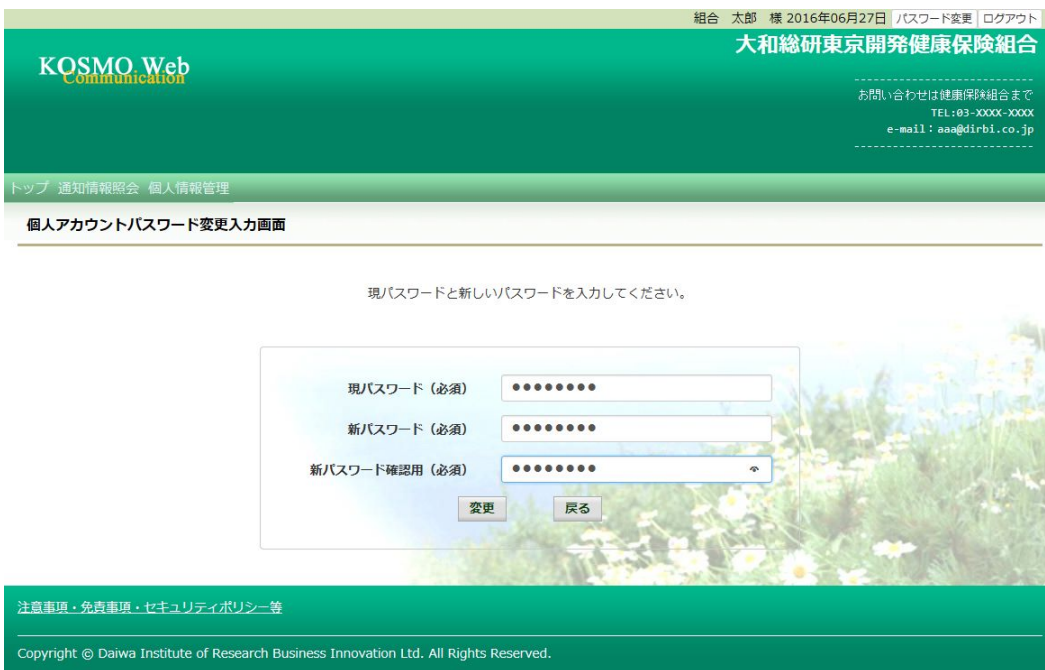 組合 太郎 様 2016年06月27日 パスワード変更 ログアウト
KOSMO Web
Communication
大和総研東京開発健康保険組合
----------------------------
お問い合わせは健康保険組合まで
TEL:03-XXXX-XXXX
e-mail：aaa@dirbi.co.jp
----------------------------
トップ 通知情報照会 個人情報管理
個人アカウントパスワード変更入力画面
現パスワードと新しいパスワードを入力してください。
現パスワード（必須） ●●●●●●●●
新パスワード（必須） ●●●●●●●●
新パスワード確認用（必須） ●●●●●●●●
変更 戻る
注意事項・免責事項・セキュリティポリシー等
Copyright © Daiwa Institute of Research Business Innovation Ltd. All Rights Reserved.